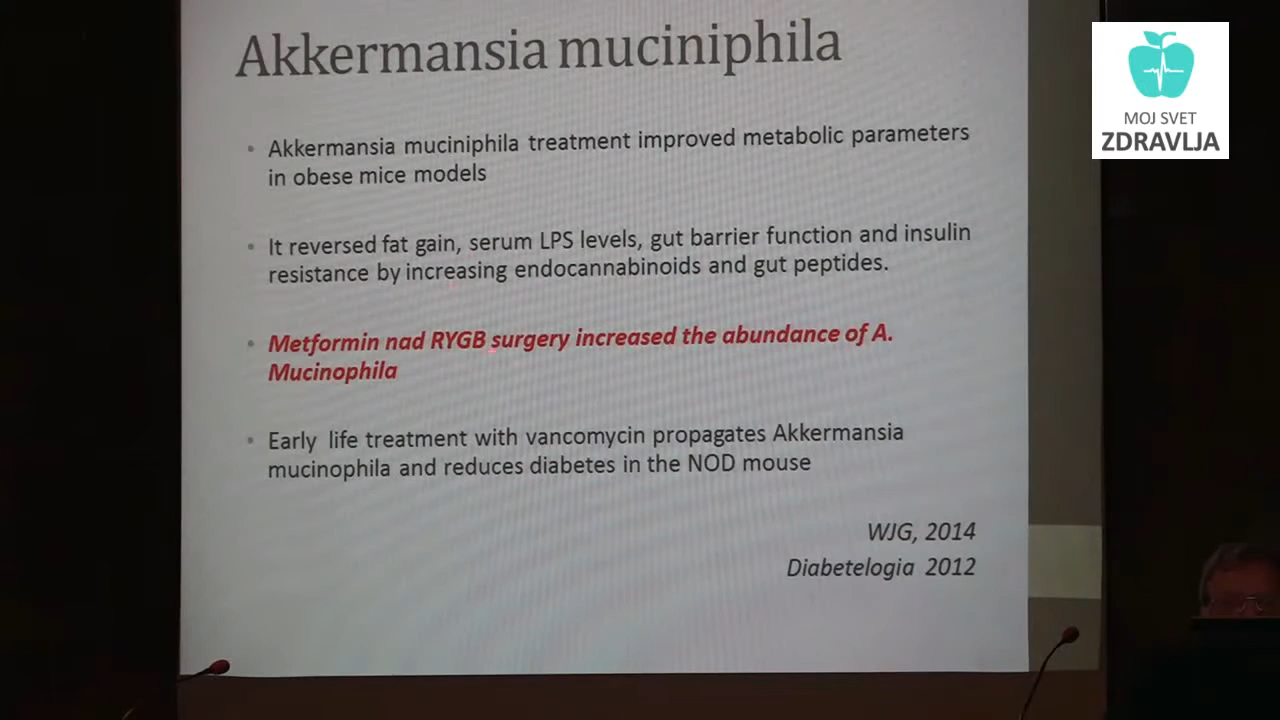 Akkermansia muciniphila
MOJ SVET
ZDRAVLJA
• Akkermansia muciniphila treatment improved metabolic parameters
in obese mice models
• It reversed fat gain, serum LPS levels, gut barrier function and insulin
resistance by increasing endocannabinoids and gut peptides.
• Metformin nad RYGB surgery increased the abundance of A.
Mucinophila
• Early life treatment with vancomycin propagates Akkermansia
mucinophila and reduces diabetes in the NOD mouse
WJG, 2014
Diabetelogia 2012